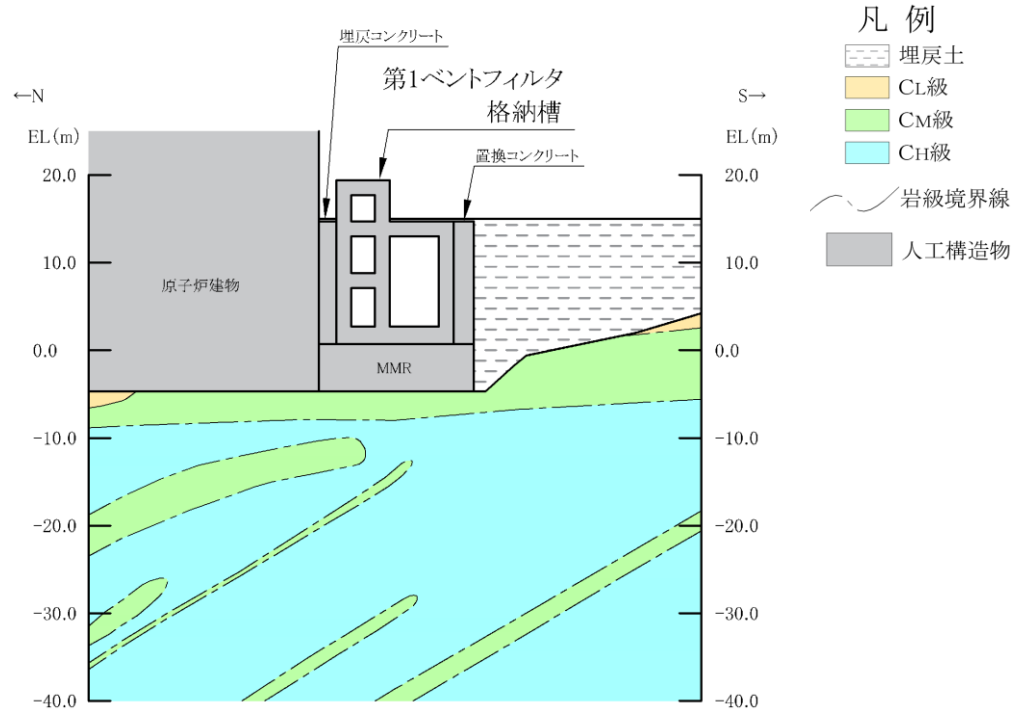 凡 例
埋戻土
CL級
CM級
CH級
岩級境界線
人工構造物
埋戻コンクリート
第1ベントフィルタ
格納槽
置換コンクリート
←N
S→
EL(m)
EL(m)
20.0
20.0
10.0
10.0
原子炉建物
0.0
0.0
MMR
-10.0
-10.0
-20.0
-20.0
-30.0
-30.0
-40.0
-40.0